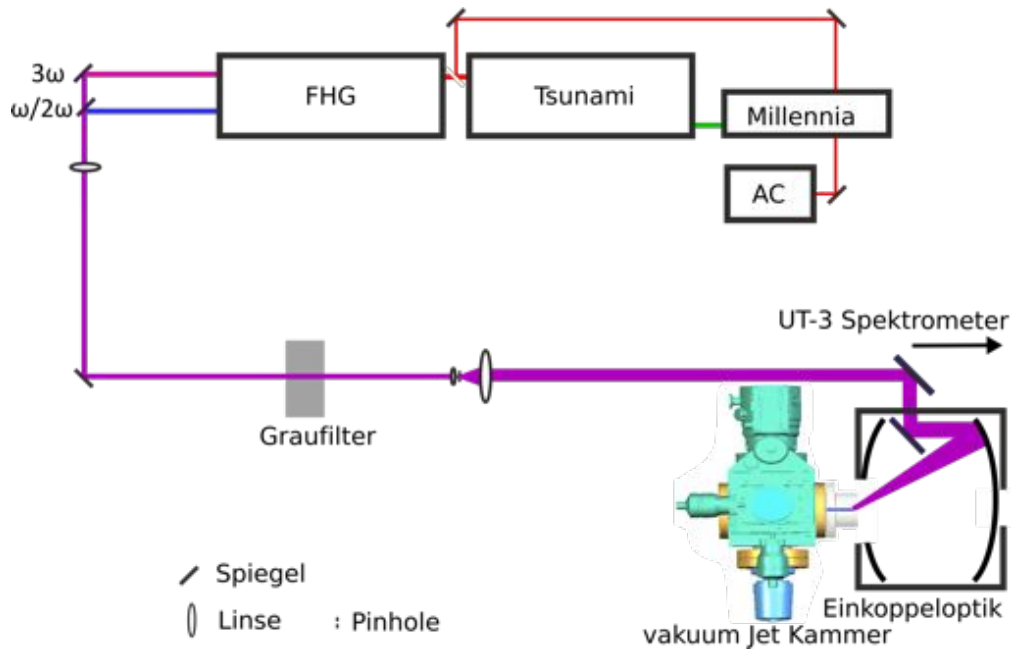 3ω
FHG
Tsunami
ω/2ω
Millennia
AC
UT-3 Spektrometer
Graufilter
Spiegel
Linse
Pinhole
Einkoppeloptik
vakuum Jet Kammer